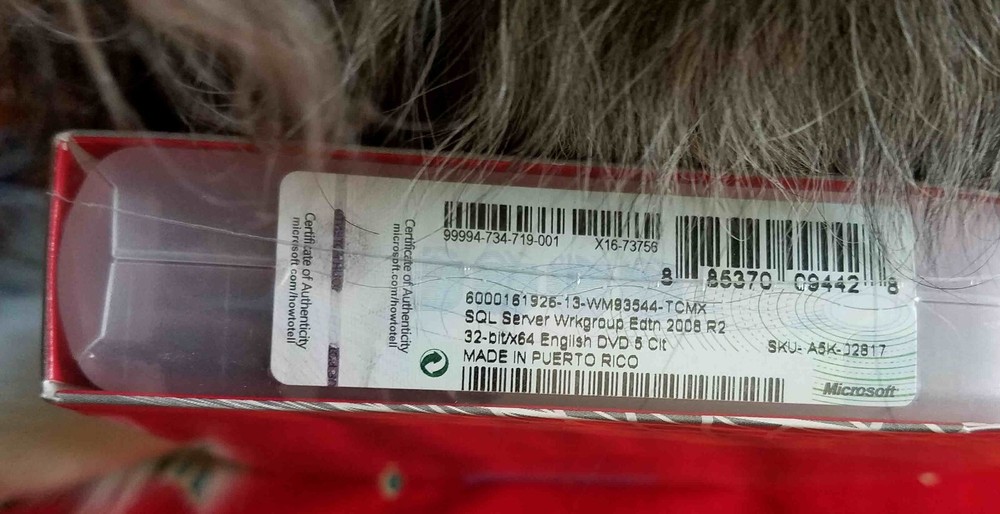 Certificate of Authenticity
microsoft.com/howtotell
Certificate of Authenticity
microsoft.com/howtotell
99994-734-719-001 X16-73756
8 85370 09442 8
6000161926-13-WM93544-TCMX
SQL Server Wrkgroup Edtn 2008 R2
32-bit/x64 English DVD 5 Clt
SKU- A5K-02817
MADE IN PUERTO RICO
Microsoft